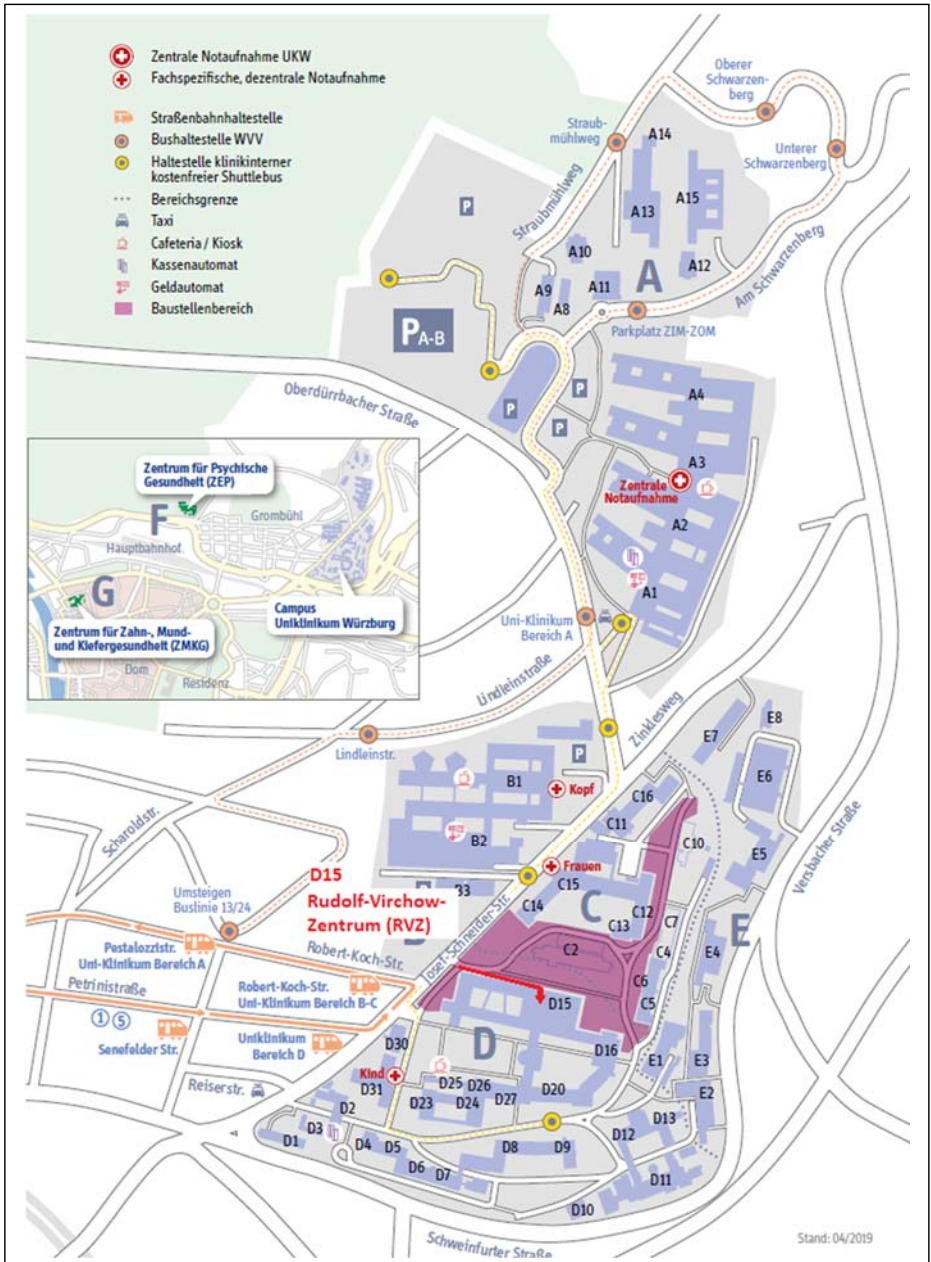 Zentrale Notaufnahme UKW
Fachspezifische, dezentrale Notaufnahme
Straßenbahnhaltestelle
Bushaltestelle WVV
Haltestelle klinikinterner
kostenfreier Shuttlebus
Bereichsgrenze
Taxi
Cafeteria / Kiosk
Kassenautomat
Geldautomat
Baustellenbereich
Oberer
Schwarzen-
berg
Straub-
mühlweg
Unterer
Schwarzenberg
Straubmühlweg
A14
A15
A13
A10
A12
A
A9
A8
A11
Am Schwarzenberg
Parkplatz ZIM-ZOM
P
PA-B
P
P
P
Oberdürrbacher Straße
A4
A3
Zentrale
Notaufnahme
A2
A1
Uni-Klinikum
Bereich A
Zentrum für Psychische
Gesundheit (ZEP)
F
Grombühl
Hauptbahnhof
G
Campus
Uniklinikum Würzburg
Zentrum für Zahn-, Mund-
und Kiefergesundheit (ZMKG)
Dom
Residenz
Lindleinstraße
Lindleinstr.
Zinklesweg
E8
E7
E6
E5
Versbacher Straße
P
B1
Kopf
B2
C16
C11
C10
Scharoldstr.
Frauen
B3
C15
C14
C
C13
C12
C7
E
D15
Rudolf-Virchow-
Zentrum (RVZ)
Umsteigen
Buslinie 13/24
Josef-Schneider-Str.
C2
C4
E4
Pestalozzistr.
Uni-Klinikum Bereich A
Robert-Koch-Str.
Petrinistraße
Robert-Koch-Str.
Uni-Klinikum Bereich B-C
C6
C5
D15
1 5
Senefelder Str.
Uniklinikum
Bereich D
D30
D
D16
E1
E3
Kind
D31
D25
D26
D20
E2
Reiserstr.
D23
D24
D27
D2
D3
D1
D4
D5
D8
D9
D13
D12
D6
D7
D11
D10
Schweinfurter Straße
Stand: 04/2019